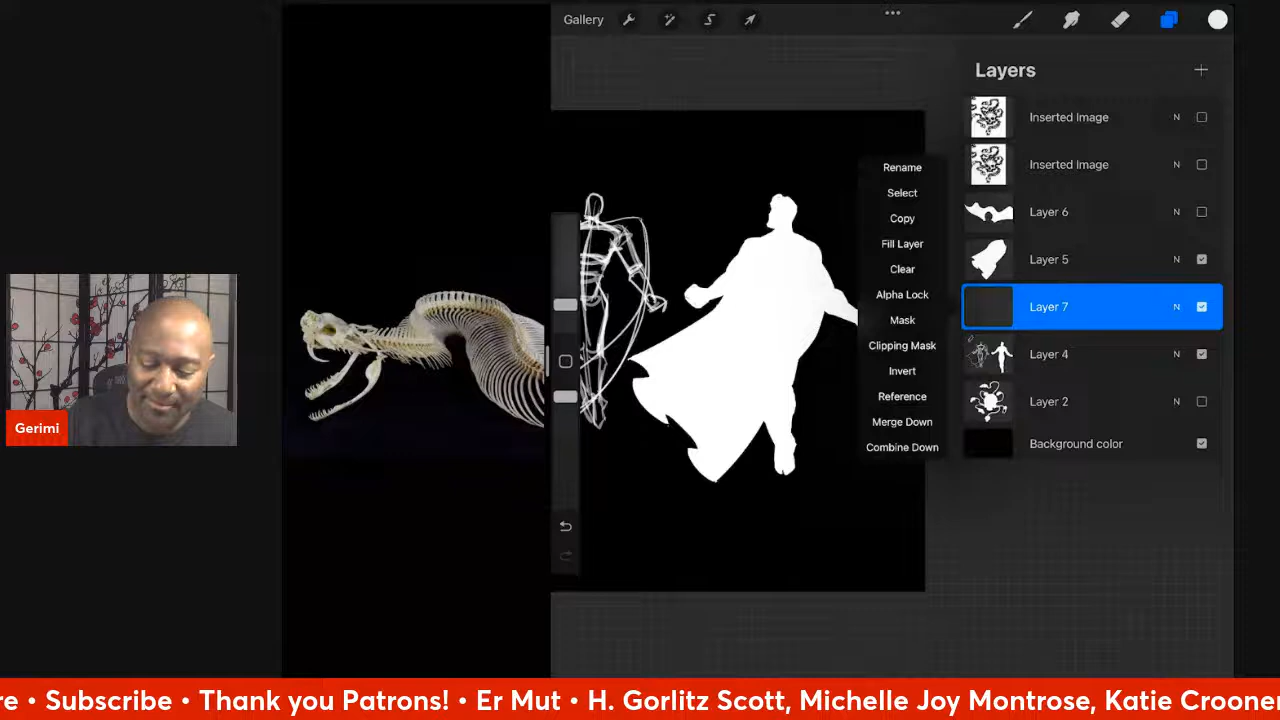 Gallery
Layers
Inserted Image N
Inserted Image N
Layer 6 N
Layer 5 N
Layer 7 N
Layer 4 N
Layer 2 N
Background color
Rename
Select
Copy
Fill Layer
Clear
Alpha Lock
Mask
Clipping Mask
Invert
Reference
Merge Down
Combine Down
Gerimi
re • Subscribe • Thank you Patrons! • Er Mut • H. Gorlitz Scott, Michelle Joy Montrose, Katie Crooner